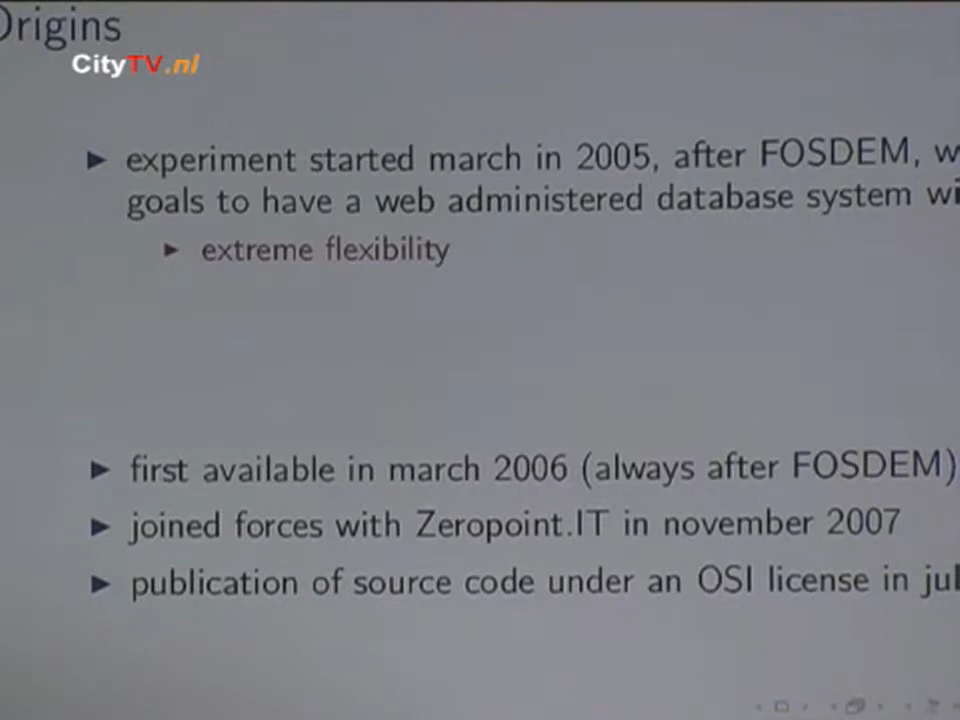 Origins
CityTV.nl
experiment started march in 2005, after FOSDEM,
goals to have a web administered database system
extreme flexibility
first available in march 2006 (always after FOSDEM)
joined forces with Zeropoint.IT in november 2007
publication of source code under an OSI license in